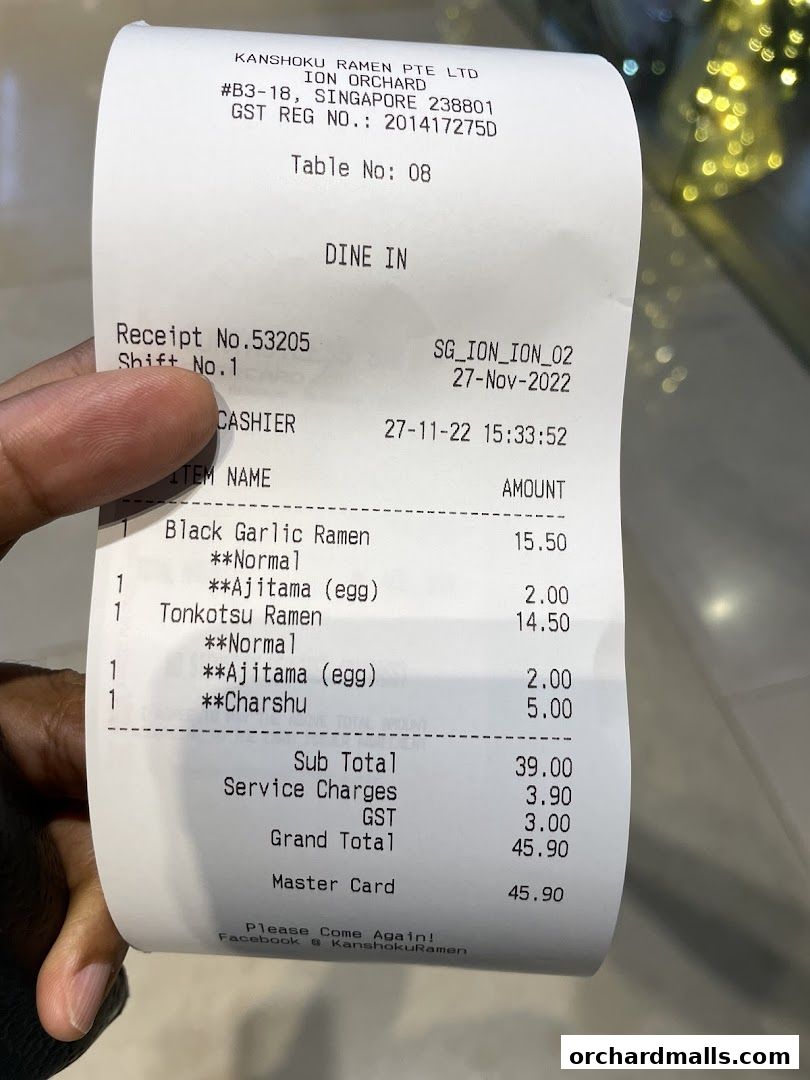 KANSHOKU RAMEN PTE LTD
ION ORCHARD
#B3-18, SINGAPORE 238801
GST REG NO.: 201417275D
Table No: 08
DINE IN
Receipt No.53205 SG_ION_ION_02
Shift No.1 27-Nov-2022
CASHIER 27-11-22 15:33:52
ITEM NAME AMOUNT
1 Black Garlic Ramen 15.50
**Normal
1 **Ajitama (egg) 2.00
1 Tonkotsu Ramen 14.50
**Normal
1 **Ajitama (egg) 2.00
1 **Charshu 5.00
Sub Total 39.00
Service Charges 3.90
GST 3.00
Grand Total 45.90
Master Card 45.90
Please Come Again!
Facebook @ KanshokuRamen
orchardmalls.com